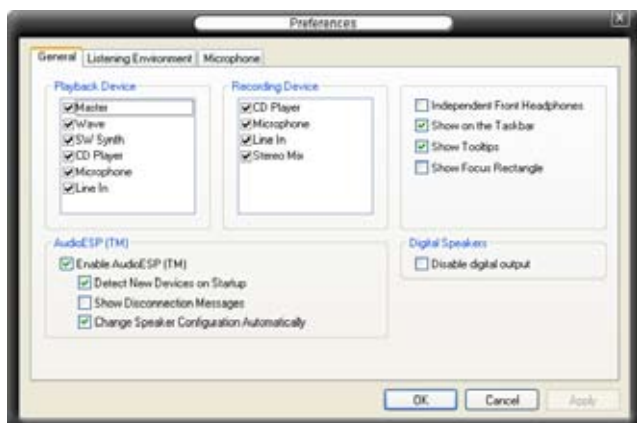 Preferences
X
General Listening Environment Microphone
Playback Device
Master
Wave
SW Synth
CD Player
Microphone
Line In
Recording Device
CD Player
Microphone
Line In
Stereo Mix
Independent Front Headphones
Show on the Taskbar
Show Tooltips
Show Focus Rectangle
AudioESP (TM)
Enable AudioESP (TM)
Detect New Devices on Startup
Show Disconnection Messages
Change Speaker Configuration Automatically
Digital Speakers
Disable digital output
OK Cancel Apply